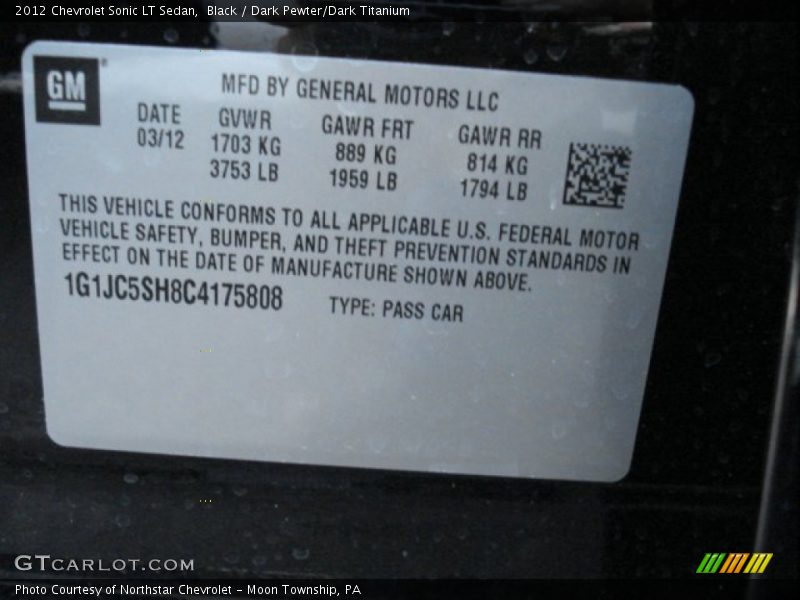 2012 Chevrolet Sonic LT Sedan, Black / Dark Pewter/Dark Titanium
GM
MFD BY GENERAL MOTORS LLC
DATE GVWR GAWR FRT GAWR RR
03/12 1703 KG 889 KG 814 KG
3753 LB 1959 LB 1794 LB
THIS VEHICLE CONFORMS TO ALL APPLICABLE U.S. FEDERAL MOTOR
VEHICLE SAFETY, BUMPER, AND THEFT PREVENTION STANDARDS IN
EFFECT ON THE DATE OF MANUFACTURE SHOWN ABOVE.
1G1JC5SH8C4175808 TYPE: PASS CAR
GTCARLOT.COM
Photo Courtesy of Northstar Chevrolet - Moon Township, PA